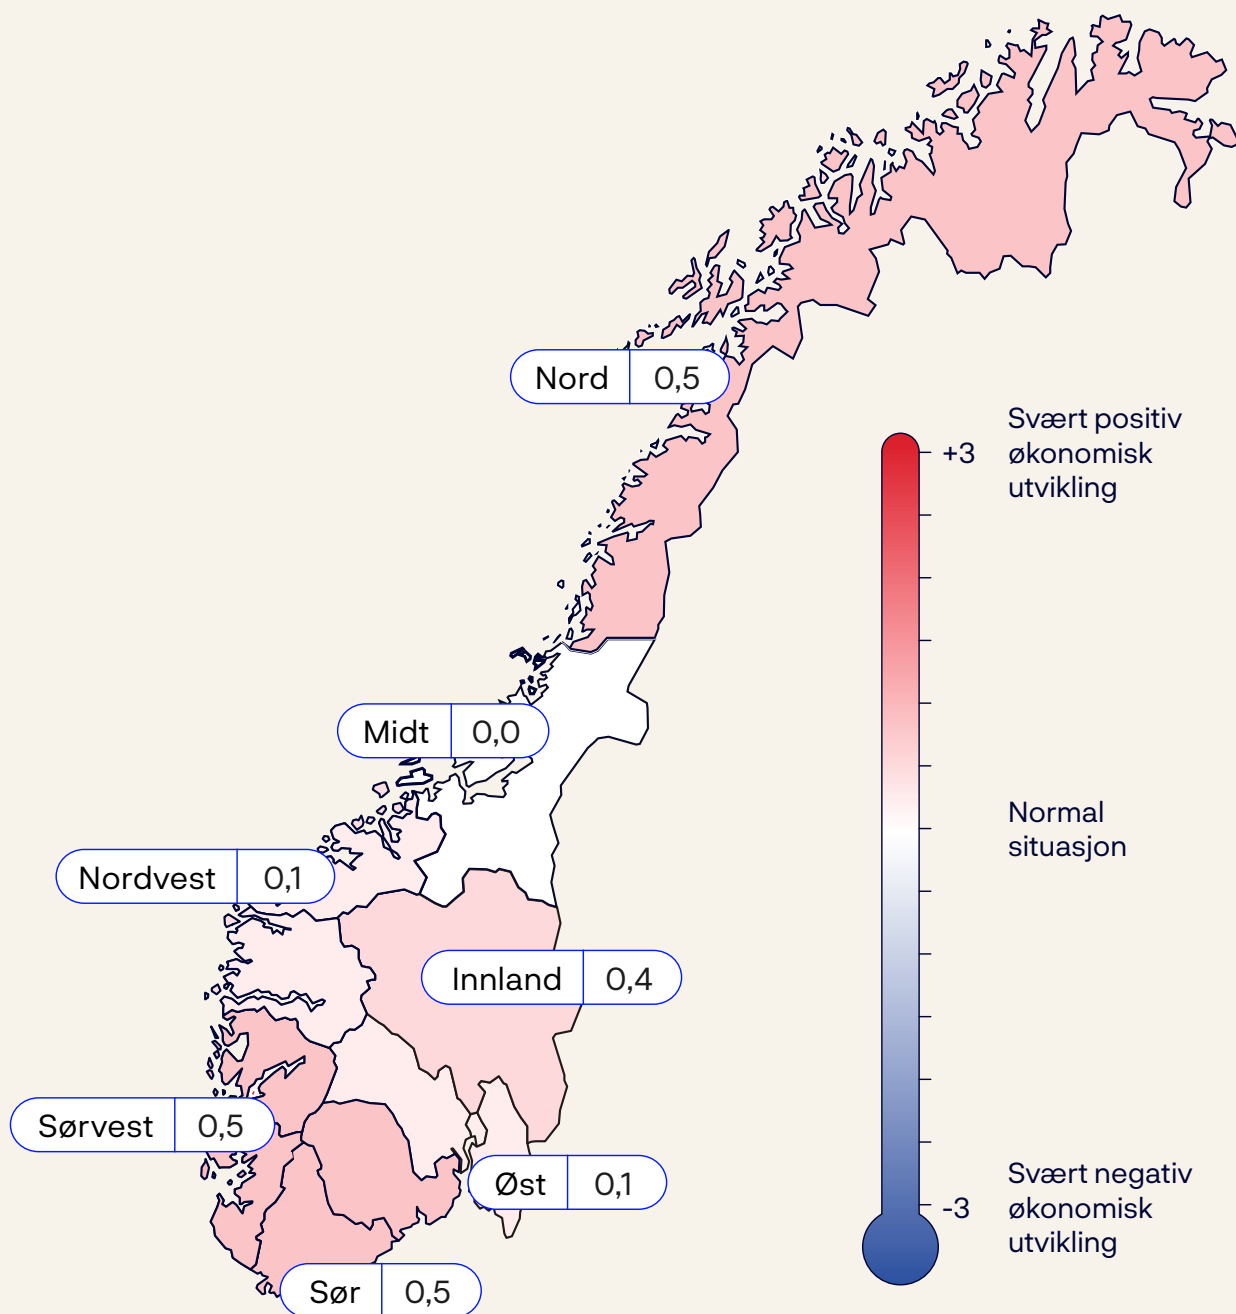 Nord 0,5
Svært positiv
+3 økonomisk
utvikling
Midt 0,0
Normal
situasjon
Nordvest 0,1
Innland 0,4
Sørvest 0,5
Øst 0,1
Svært negativ
-3 økonomisk
utvikling
Sør 0,5